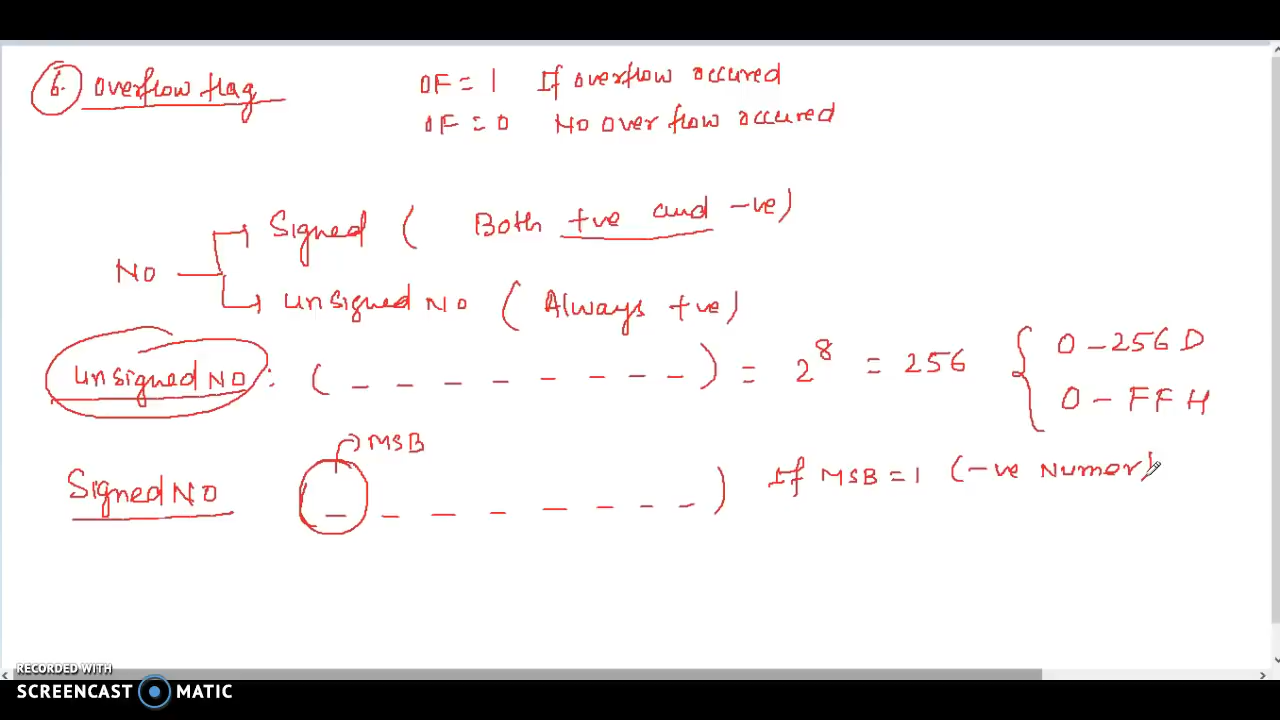 6. Overflow flag
OF = 1 If overflow occured
OF = 0 No over flow occured
No
Signed ( Both +ve and -ve)
Unsigned No ( Always +ve)
Unsigned No : ( _ _ _ _ _ _ _ _ ) = 2^8 = 256 { 0 - 256 D
0 - FF H
MSB
Signed No _ _ _ _ _ _ _ _ ) If MSB = 1 (-ve Numer)
RECORDED WITH
SCREENCAST MATIC